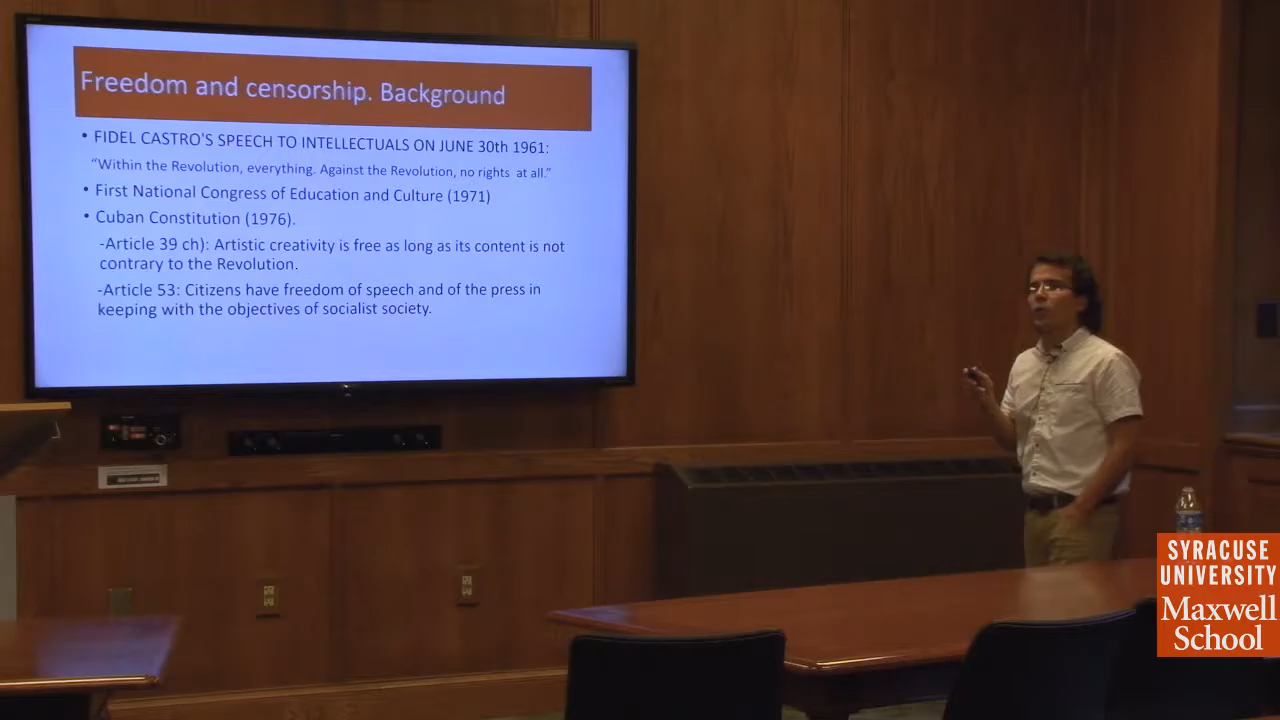 Freedom and censorship. Background
• FIDEL CASTRO'S SPEECH TO INTELLECTUALS ON JUNE 30th 1961:
“Within the Revolution, everything. Against the Revolution, no rights at all.”
• First National Congress of Education and Culture (1971)
• Cuban Constitution (1976).
-Article 39 ch): Artistic creativity is free as long as its content is not
contrary to the Revolution.
-Article 53: Citizens have freedom of speech and of the press in
keeping with the objectives of socialist society.
SYRACUSE
UNIVERSITY
Maxwell
School